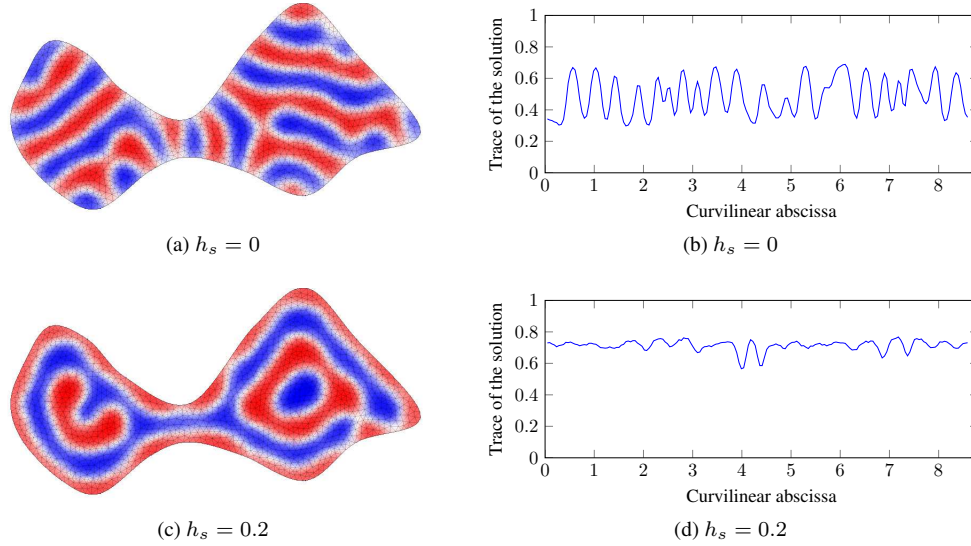 1
0.8
0.6
0.4
0.2
0
Trace of the solution
0 1 2 3 4 5 6 7 8
Curvilinear abscissa
(a) h_s = 0
(b) h_s = 0
1
0.8
0.6
0.4
0.2
0
Trace of the solution
0 1 2 3 4 5 6 7 8
Curvilinear abscissa
(c) h_s = 0.2
(d) h_s = 0.2